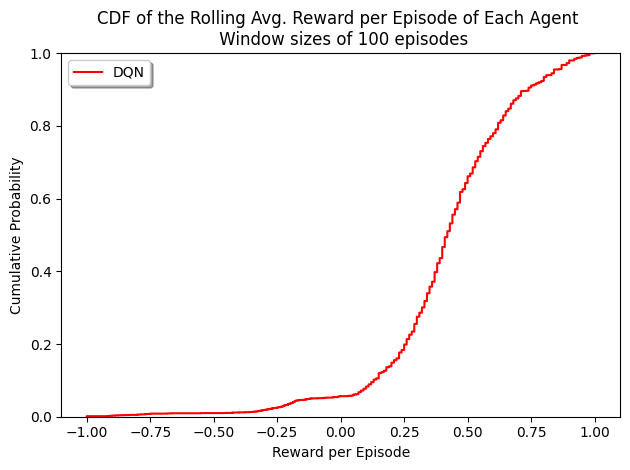 CDF of the Rolling Avg. Reward per Episode of Each Agent
Window sizes of 100 episodes
DQN
Cumulative Probability
1.0
0.8
0.6
0.4
0.2
0.0
−1.00 −0.75 −0.50 −0.25 0.00 0.25 0.50 0.75 1.00
Reward per Episode